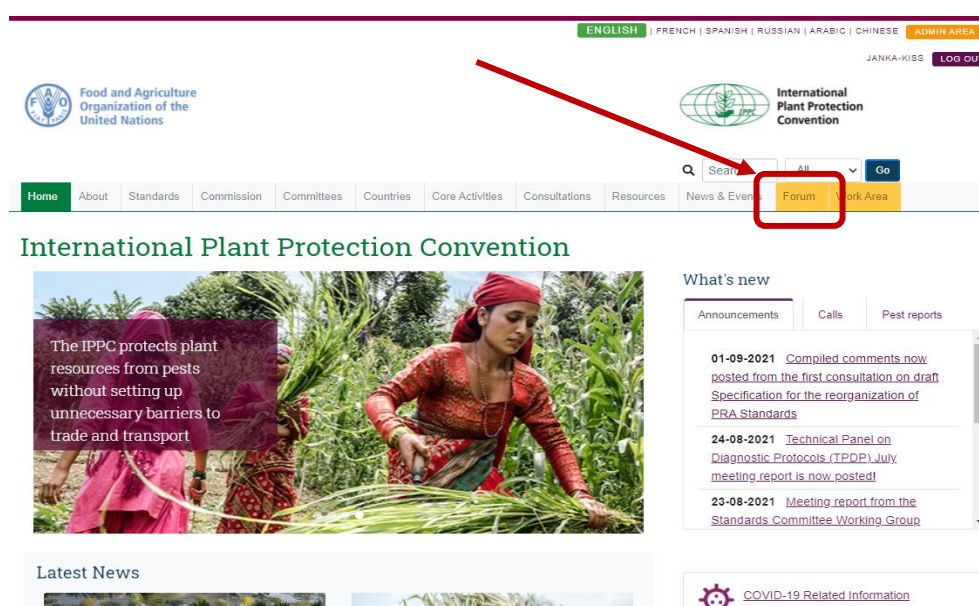 ENGLISH | FRENCH | SPANISH | RUSSIAN | ARABIC | CHINESE ADMIN AREA
JANKA-KISS LOG OUT
Food and Agriculture
Organization of the
United Nations
FAO
FIAT PANIS
IPPC
International
Plant Protection
Convention
All Go
Home About Standards Commission Committees Countries Core Activities Consultations Resources News & Events Forum Work Area
International Plant Protection Convention
The IPPC protects plant
resources from pests
without setting up
unnecessary barriers to
trade and transport
What's new
Announcements Calls Pest reports
01-09-2021 Compiled comments now
posted from the first consultation on draft
Specification for the reorganization of
PRA Standards
24-08-2021 Technical Panel on
Diagnostic Protocols (TPDP) July
meeting report is now posted!
23-08-2021 Meeting report from the
Standards Committee Working Group
Latest News
COVID-19 Related Information